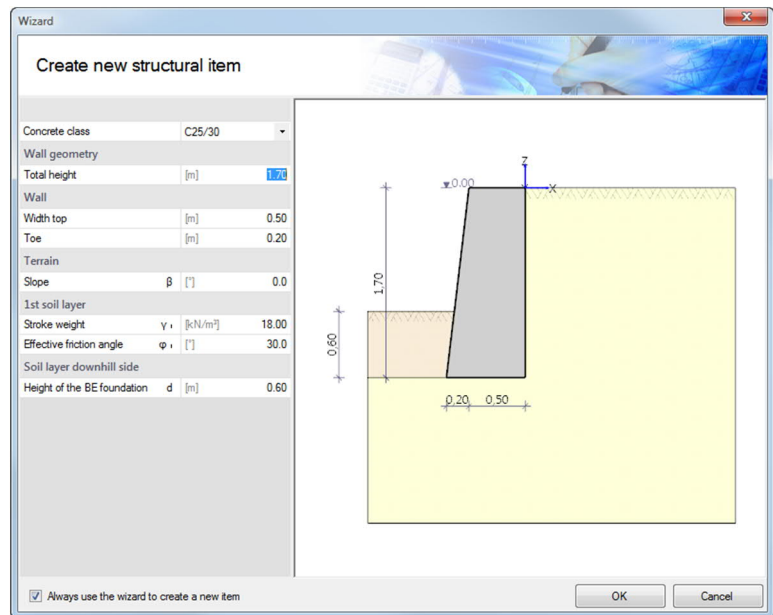 Wizard
Create new structural item
Concrete class C25/30
Wall geometry
Total height [m] 1.70
Wall
Width top [m] 0.50
Toe [m] 0.20
Terrain
Slope β [°] 0.0
1st soil layer
Stroke weight γ [kN/m³] 18.00
Effective friction angle φ [°] 30.0
Soil layer downhill side
Height of the BE foundation d [m] 0.60
Z
0.00
X
1,70
0,60
0,20 0,50
Always use the wizard to create a new item
OK Cancel